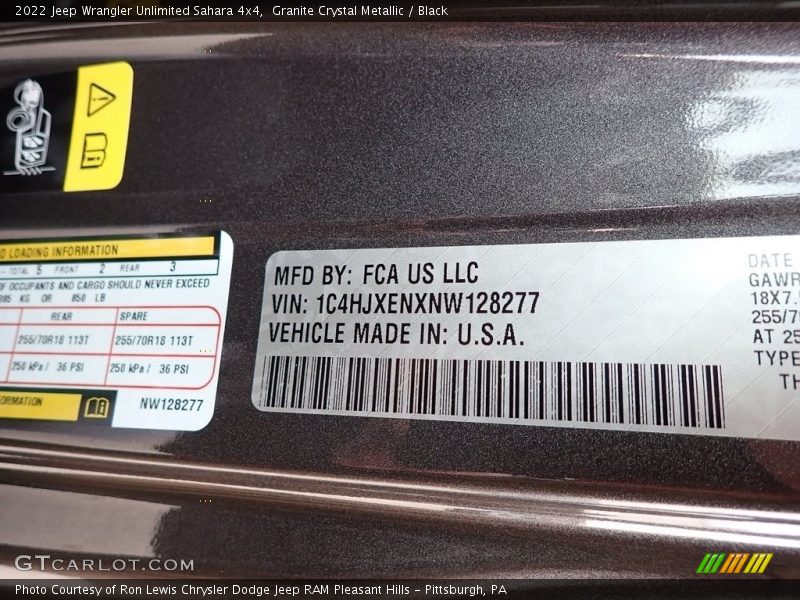 2022 Jeep Wrangler Unlimited Sahara 4x4,  Granite Crystal Metallic / Black
LOADING INFORMATION
TOTAL 5 FRONT 2 REAR 3
OF OCCUPANTS AND CARGO SHOULD NEVER EXCEED
KG OR 850 LB
REAR SPARE
255/70R18 113T 255/70R18 113T
250 kPa / 36 PSI 250 kPa / 36 PSI
NW128277
MFD BY: FCA US LLC
VIN: 1C4HJXENXNW128277
VEHICLE MADE IN: U.S.A.
DATE
GAWR
18X7.
255/70
AT 25
TYPE
TH
GTCARLOT.COM
Photo Courtesy of Ron Lewis Chrysler Dodge Jeep RAM Pleasant Hills - Pittsburgh, PA